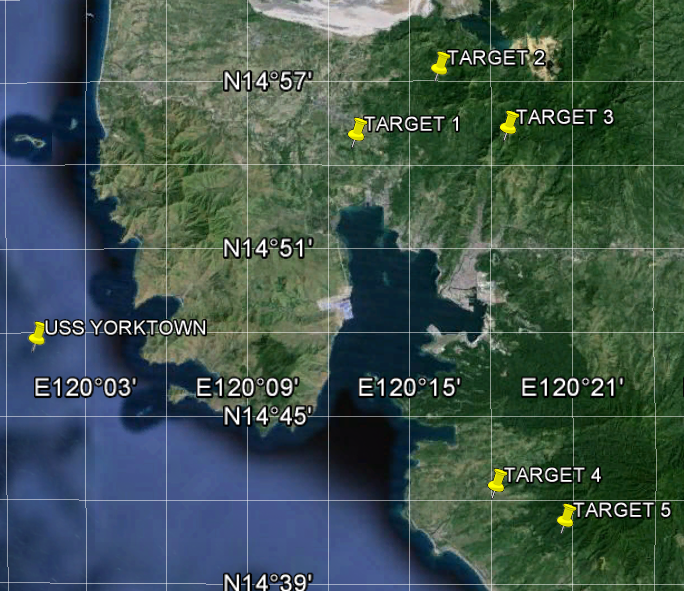 TARGET 2
N14°57'
TARGET 1
TARGET 3
N14°51'
USS YORKTOWN
E120°03'
E120°09'
E120°15'
E120°21'
N14°45'
TARGET 4
TARGET 5
N14°39'